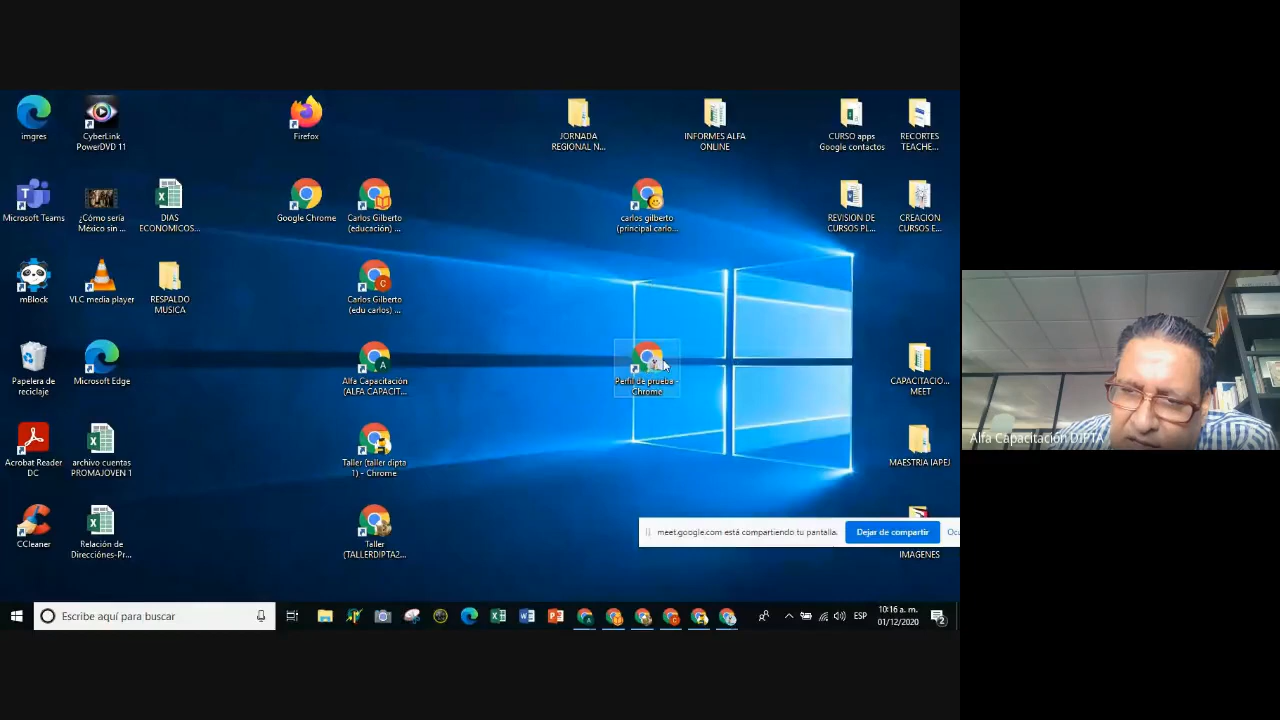 imgres
CyberLink
PowerDVD 11
Firefox
JORNADA
REGIONAL N...
INFORMES ALFA
ONLINE
CURSO apps
Google contactos
RECORTES
TEACHE...
Microsoft Teams
¿Cómo sería
México sin ...
DIAS
ECONOMICOS...
Google Chrome
Carlos Gilberto
(educación) ...
carlos gilberto
(principal carlo...
REVISION DE
CURSOS PL...
CREACION
CURSOS E...
mBlock
VLC media player
RESPALDO
MUSICA
Carlos Gilberto
(edu carlos) ...
Papelera de
reciclaje
Microsoft Edge
Alfa Capacitación
(ALFA CAPACIT...
Perfil de prueba -
Chrome
CAPACITACIO...
MEET
Alfa Capacitación DIPTA
Acrobat Reader
DC
archivo cuentas
PROMAJOVEN 1
Taller (taller dipta
1) - Chrome
MAESTRIA IAPEJ
CCleaner
Relación de
Direcciónes-Pr...
Taller
(TALLERDIPTA2...
meet.google.com está compartiendo tu pantalla.
Dejar de compartir
Oc
IMAGENES
Escribe aquí para buscar
ESP
10:16 a. m.
01/12/2020
2